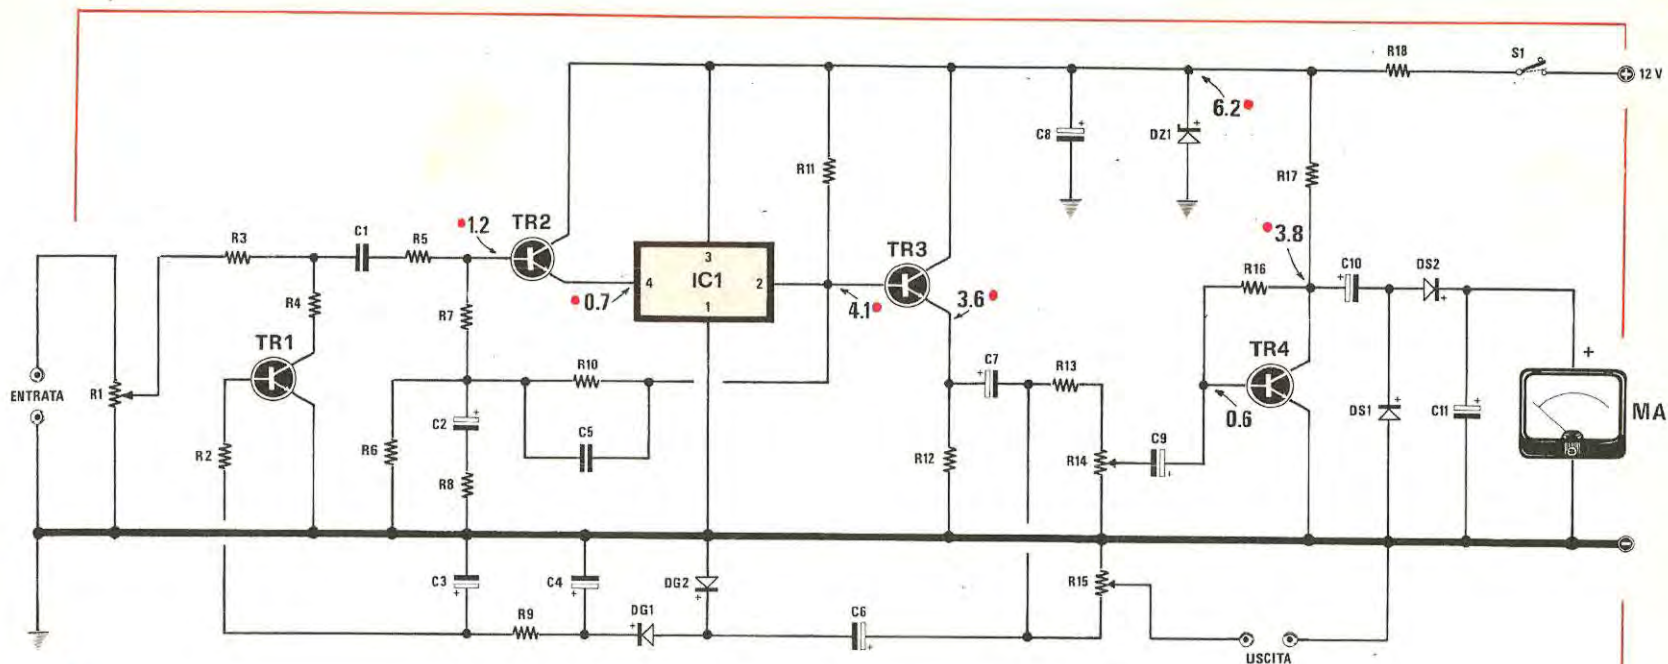 R18
S1
12 V
6.2
C8
DZ1
R11
R17
1.2
TR2
C1
R5
R3
3
IC1
4
2
1
0.7
TR3
4.1
3.6
3.8
R16
C10
DS2
R4
TR1
R7
R10
C7
R13
TR4
+
ENTRATA
R1
0.6
DS1
C11
MA
R2
R6
C2
C5
R8
R12
R14
C9
C3
C4
DG2
R15
R9
DG1
C6
USCITA